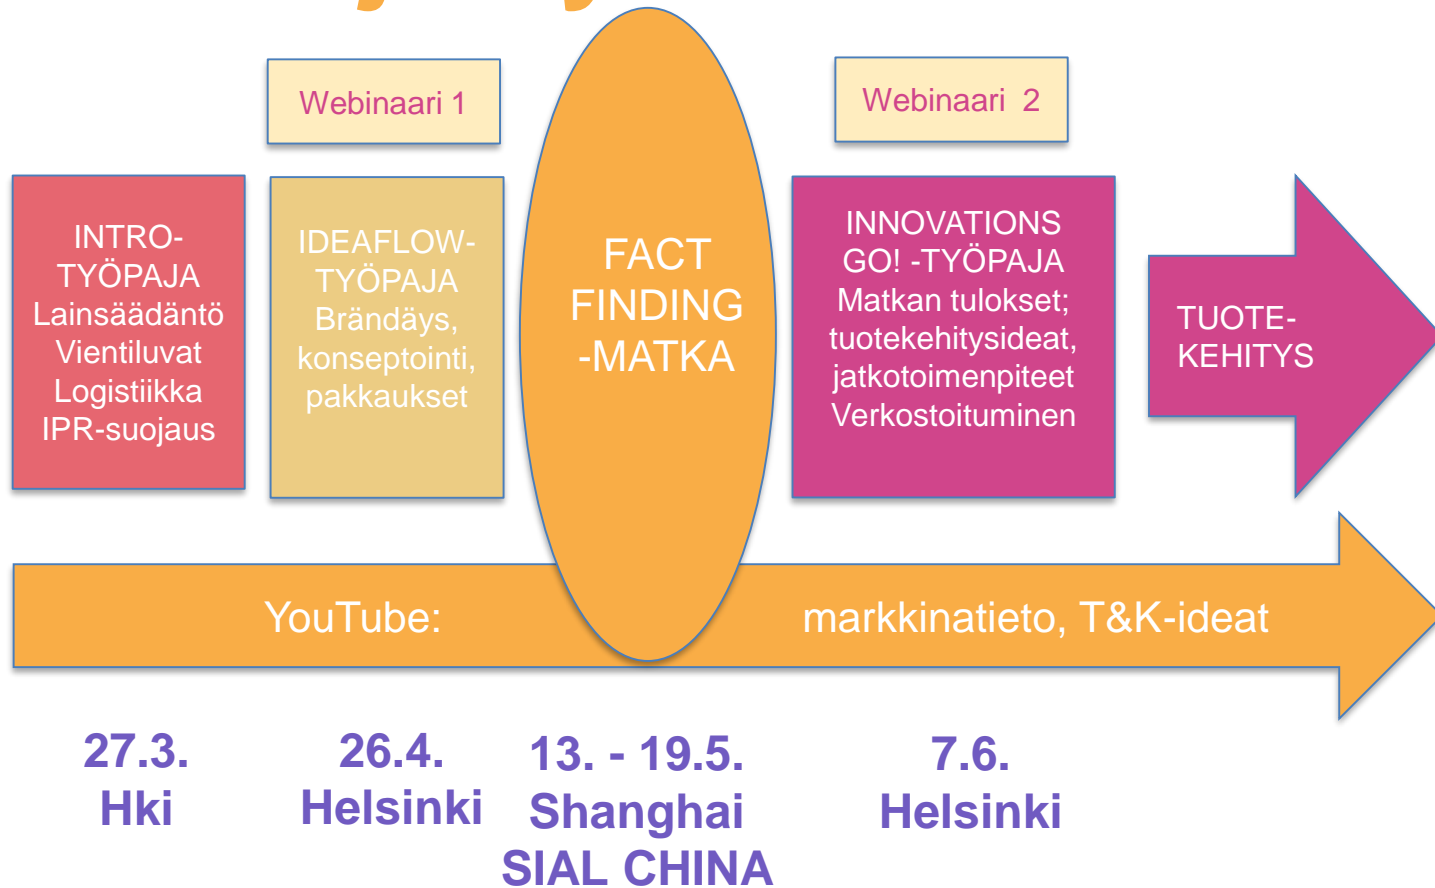 Webinaari 1
Webinaari 2
INTRO-
TYÖPAJA
Lainsäädäntö
Vientiluvat
Logistiikka
IPR-suojaus
IDEAFLOW-
TYÖPAJA
Brändäys,
konseptointi,
pakkaukset
FACT
FINDING
-MATKA
INNOVATIONS
GO! -TYÖPAJA
Matkan tulokset;
tuotekehitysideat,
jatkotoimenpiteet
Verkostoituminen
TUOTE-
KEHITYS
YouTube: markkinatieto, T&K-ideat
27.3.
Hki
26.4.
Helsinki
13. - 19.5.
Shanghai
SIAL CHINA
7.6.
Helsinki